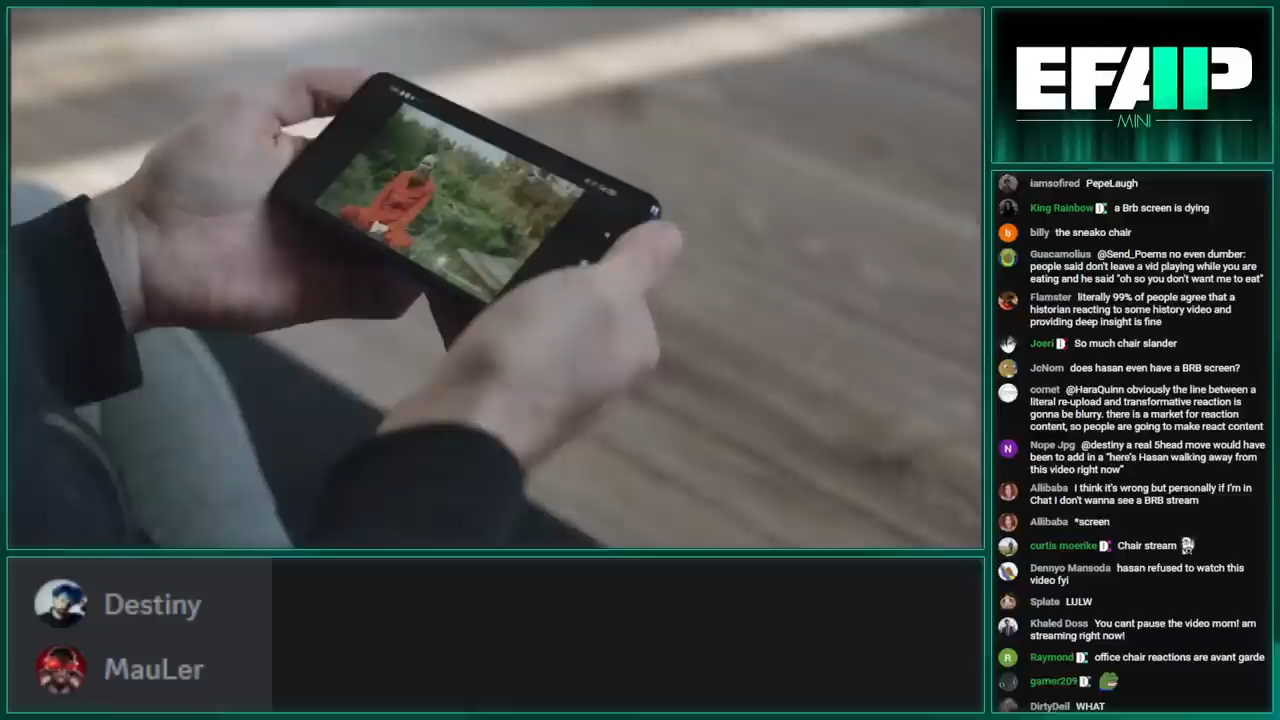 EFAP
MINI
iamsofired PepeLaugh
King Rainbow a Brb screen is dying
billy the sneako chair
Guacamolius @Send_Poems no even dumber:
people said don't leave a vid playing while you are
eating and he said "oh so you don't want me to eat"
Flamster literally 99% of people agree that a
historian reacting to some history video and
providing deep insight is fine
Joeri So much chair slander
JcNom does hasan even have a BRB screen?
comet @HaraQuinn obviously the line between a
literal re-upload and transformative reaction is
gonna be blurry. there is a market for reaction
content, so people are going to make react content
Nope Jpg @destiny a real 5head move would have
been to add in a "here's Hasan walking away from
this video right now"
Allibaba I think it's wrong but personally if I'm in
Chat I don't wanna see a BRB stream
Allibaba *screen
curtis moerike Chair stream
Dennyo Mansoda hasan refused to watch this
video fyi
Splate LULW
Khaled Doss You cant pause the video mom! am
streaming right now!
Raymond office chair reactions are avant garde
gamer209
DirtyDeil WHAT
Destiny
MauLer